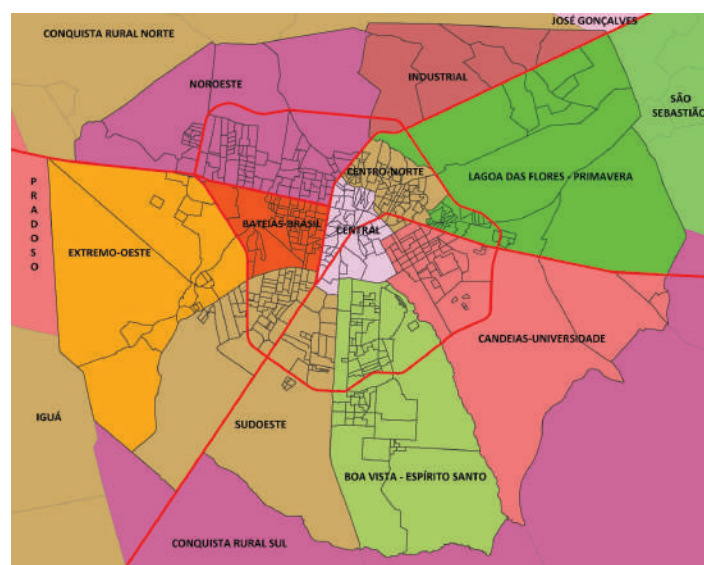 JOSÉ GONÇALVES
CONQUISTA RURAL NORTE
NOROESTE
INDUSTRIAL
SÃO
SEBASTIÃO
CENTRO-NORTE
LAGOA DAS FLORES - PRIMAVERA
P
R
A
D
O
S
O
BATEIAS-BRASIL
CENTRAL
EXTREMO-OESTE
CANDEIAS-UNIVERSIDADE
IGUÁ
SUDOESTE
BOA VISTA - ESPÍRITO SANTO
CONQUISTA RURAL SUL